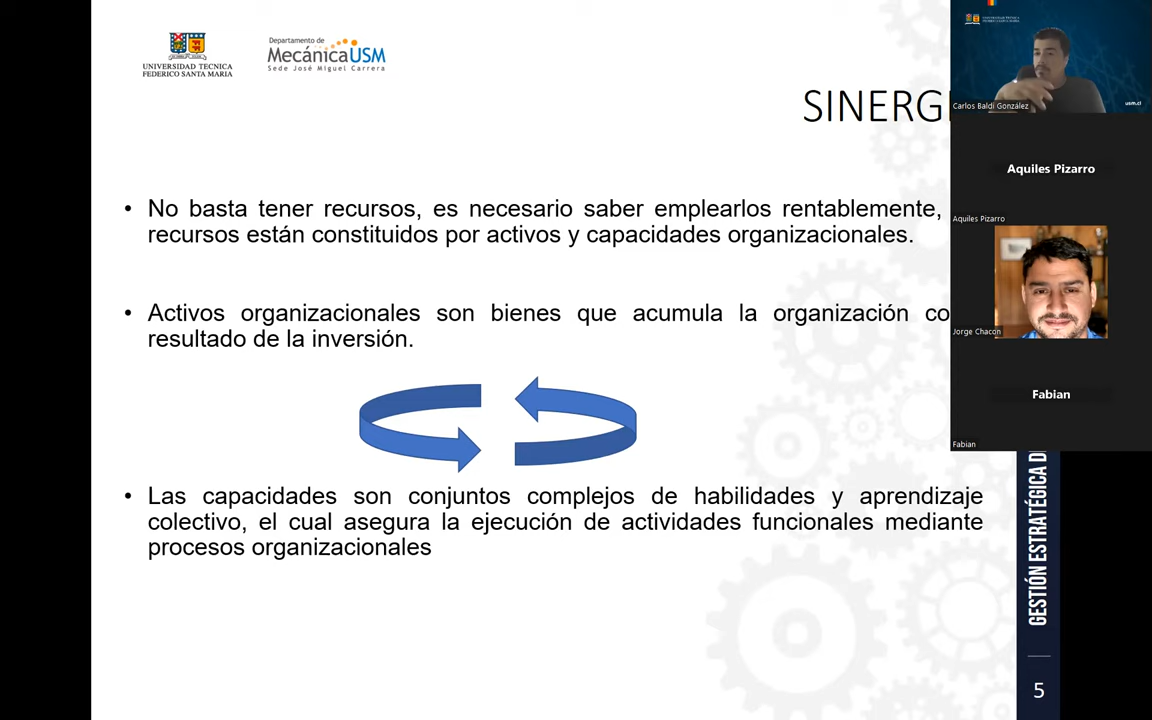 UNIVERSIDAD TECNICA
FEDERICO SANTA MARIA
Departamento de
MecánicaUSM
Sede José Miguel Carrera
SINERG
• No basta tener recursos, es necesario saber emplearlos rentablemente,
recursos están constituidos por activos y capacidades organizacionales.
• Activos organizacionales son bienes que acumula la organización co
resultado de la inversión.
• Las capacidades son conjuntos complejos de habilidades y aprendizaje
colectivo, el cual asegura la ejecución de actividades funcionales mediante
procesos organizacionales
GESTIÓN ESTRATÉGICA D
5
Carlos Baldi González
usm.cl
Aquiles Pizarro
Aquiles Pizarro
Jorge Chacon
Fabian
Fabian